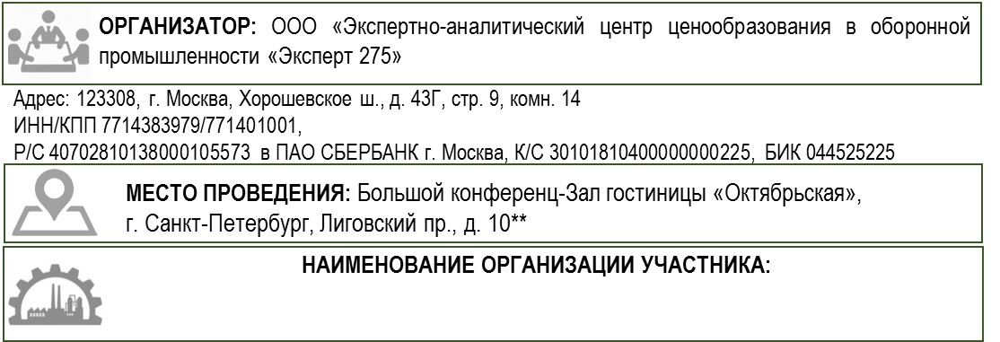 ОРГАНИЗАТОР: ООО «Экспертно-аналитический центр ценообразования в оборонной
промышленности «Эксперт 275»
Адрес: 123308, г. Москва, Хорошевское ш., д. 43Г, стр. 9, комн. 14
ИНН/КПП 7714383979/771401001,
Р/С 40702810138000105573 в ПАО СБЕРБАНК г. Москва, К/С 30101810400000000225, БИК 044525225
МЕСТО ПРОВЕДЕНИЯ: Большой конференц-Зал гостиницы «Октябрьская»,
г. Санкт-Петербург, Лиговский пр., д. 10**
НАИМЕНОВАНИЕ ОРГАНИЗАЦИИ УЧАСТНИКА: